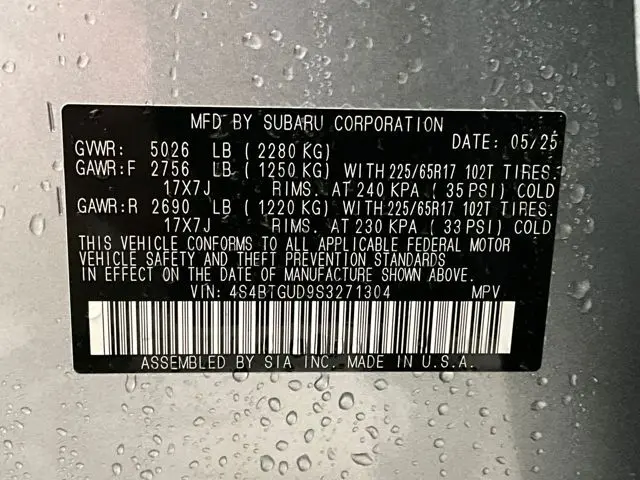 MFD BY SUBARU CORPORATION DATE: 05/25
GVWR: 5026 LB (2280 KG)
GAWR:F 2756 LB (1250 KG) WITH 225/65R17 102T TIRES.
17X7J RIMS. AT 240 KPA ( 35 PSI) COLD
GAWR:R 2690 LB (1220 KG) WITH 225/65R17 102T TIRES.
17X7J RIMS. AT 230 KPA ( 33 PSI) COLD
THIS VEHICLE CONFORMS TO ALL APPLICABLE FEDERAL MOTOR
VEHICLE SAFETY AND THEFT PREVENTION STANDARDS
IN EFFECT ON THE DATE OF MANUFACTURE SHOWN ABOVE.
VIN: 4S4BTGUD9S3271304 MPV
ASSEMBLED BY SIA INC. MADE IN U.S.A.